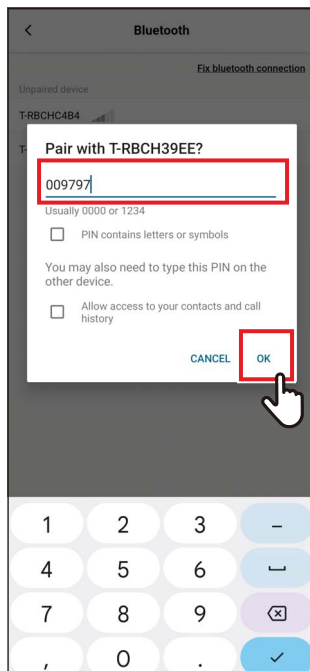 Bluetooth
Fix bluetooth connection
Unpaired device
T-RBCHC4B4
T-
Pair with T-RBCH39EE?
009797
Usually 0000 or 1234
PIN contains letters or symbols
You may also need to type this PIN on the
other device.
Allow access to your contacts and call
history
CANCEL OK
1 2 3 -
4 5 6
7 8 9
, 0 .